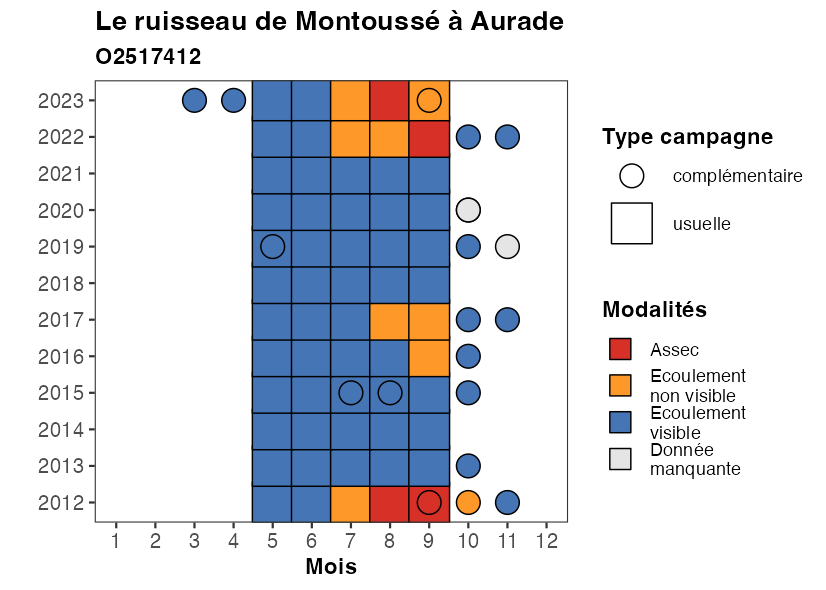 Le ruisseau de Montoussé à Aurade
O2517412
2023
2022
2021
2020
2019
2018
2017
2016
2015
2014
2013
2012
1 2 3 4 5 6 7 8 9 10 11 12
Mois
Type campagne
complémentaire
usuelle
Modalités
Assec
Ecoulement
non visible
Ecoulement
visible
Donnée
manquante